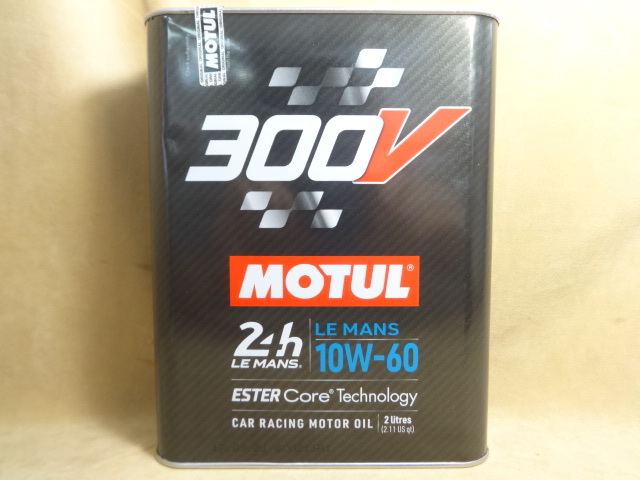 MOTUL
300V
MOTUL®
24h
LE MANS®
LE MANS
10W-60
ESTER Core® Technology
CAR RACING MOTOR OIL
2 litres
(2.11 US qt)